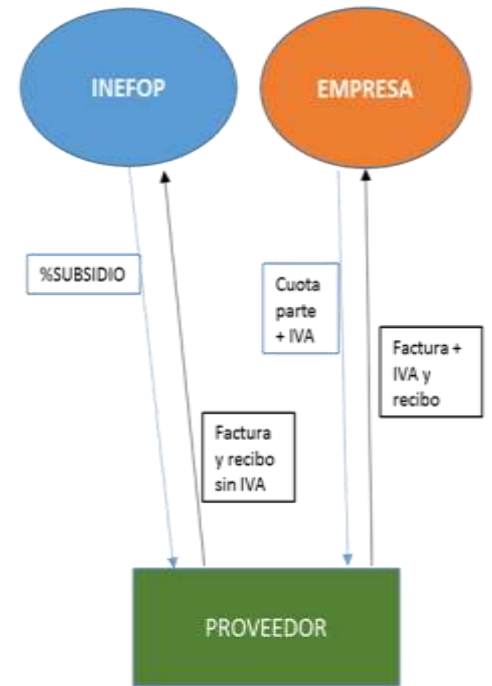 INEFOP
EMPRESA
%SUBSIDIO
Cuota
parte
+ IVA
Factura +
IVA y
recibo
Factura
y recibo
sin IVA
PROVEEDOR